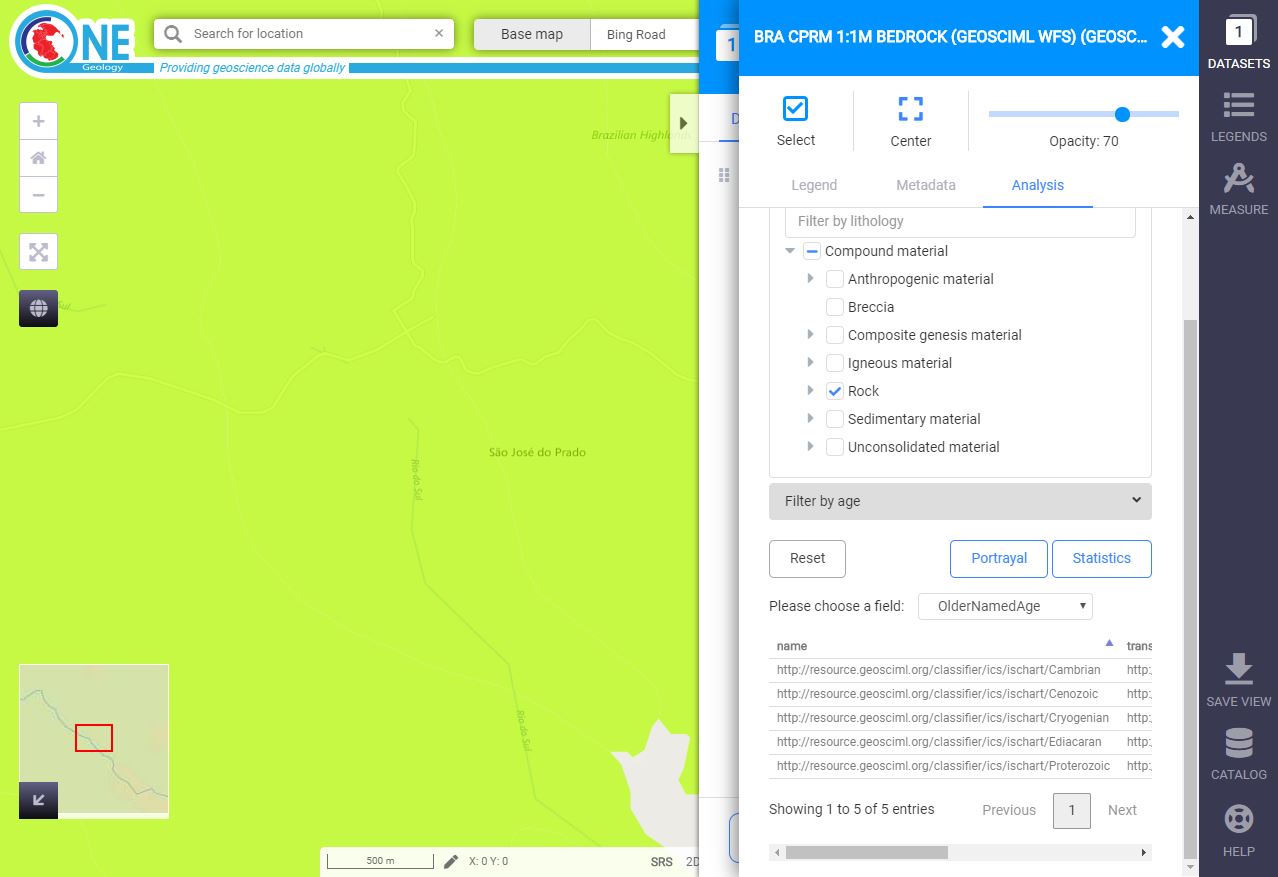 ONE
Geology
Providing geoscience data globally
Search for location
×
Base map
Bing Road
1
BRA CPRM 1:1M BEDROCK (GEOSCIML WFS) (GEOSC...
1
DATASETS
LEGENDS
MEASURE
SAVE VIEW
CATALOG
HELP
Select
Center
Opacity: 70
D
Legend
Metadata
Analysis
Filter by lithology
Compound material
Anthropogenic material
Breccia
Composite genesis material
Igneous material
Rock
Sedimentary material
Unconsolidated material
Filter by age
Reset
Portrayal
Statistics
Please choose a field:
OlderNamedAge
name
trans
http://resource.geosciml.org/classifier/ics/ischart/Cambrian
http:
http://resource.geosciml.org/classifier/ics/ischart/Cenozoic
http:
http://resource.geosciml.org/classifier/ics/ischart/Cryogenian
http:
http://resource.geosciml.org/classifier/ics/ischart/Ediacaran
http:
http://resource.geosciml.org/classifier/ics/ischart/Proterozoic
http:
Showing 1 to 5 of 5 entries
Previous
1
Next
Brazilian Highlan
São José do Prado
Rio do Sul
Rio do Sul
Sul
500 m
X: 0 Y: 0
SRS
2D